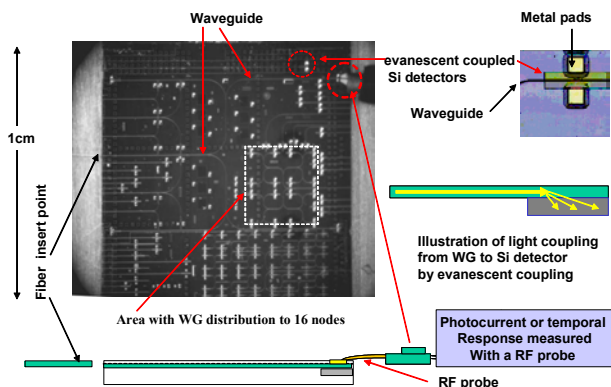 Waveguide
Metal pads
evanescent coupled
Si detectors
Waveguide
1cm
Fiber insert point
Illustration of light coupling
from WG to Si detector
by evanescent coupling
Area with WG distribution to 16 nodes
Photocurrent or temporal
Response measured
With a RF probe
RF probe